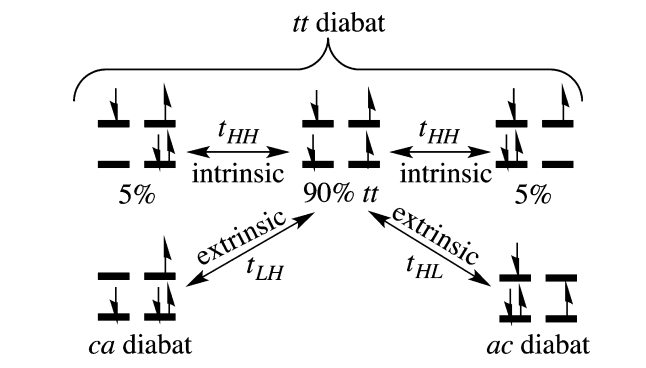 tt diabat
t_HH t_HH
intrinsic intrinsic
5% 90% tt 5%
extrinsic extrinsic
t_LH t_HL
ca diabat ac diabat